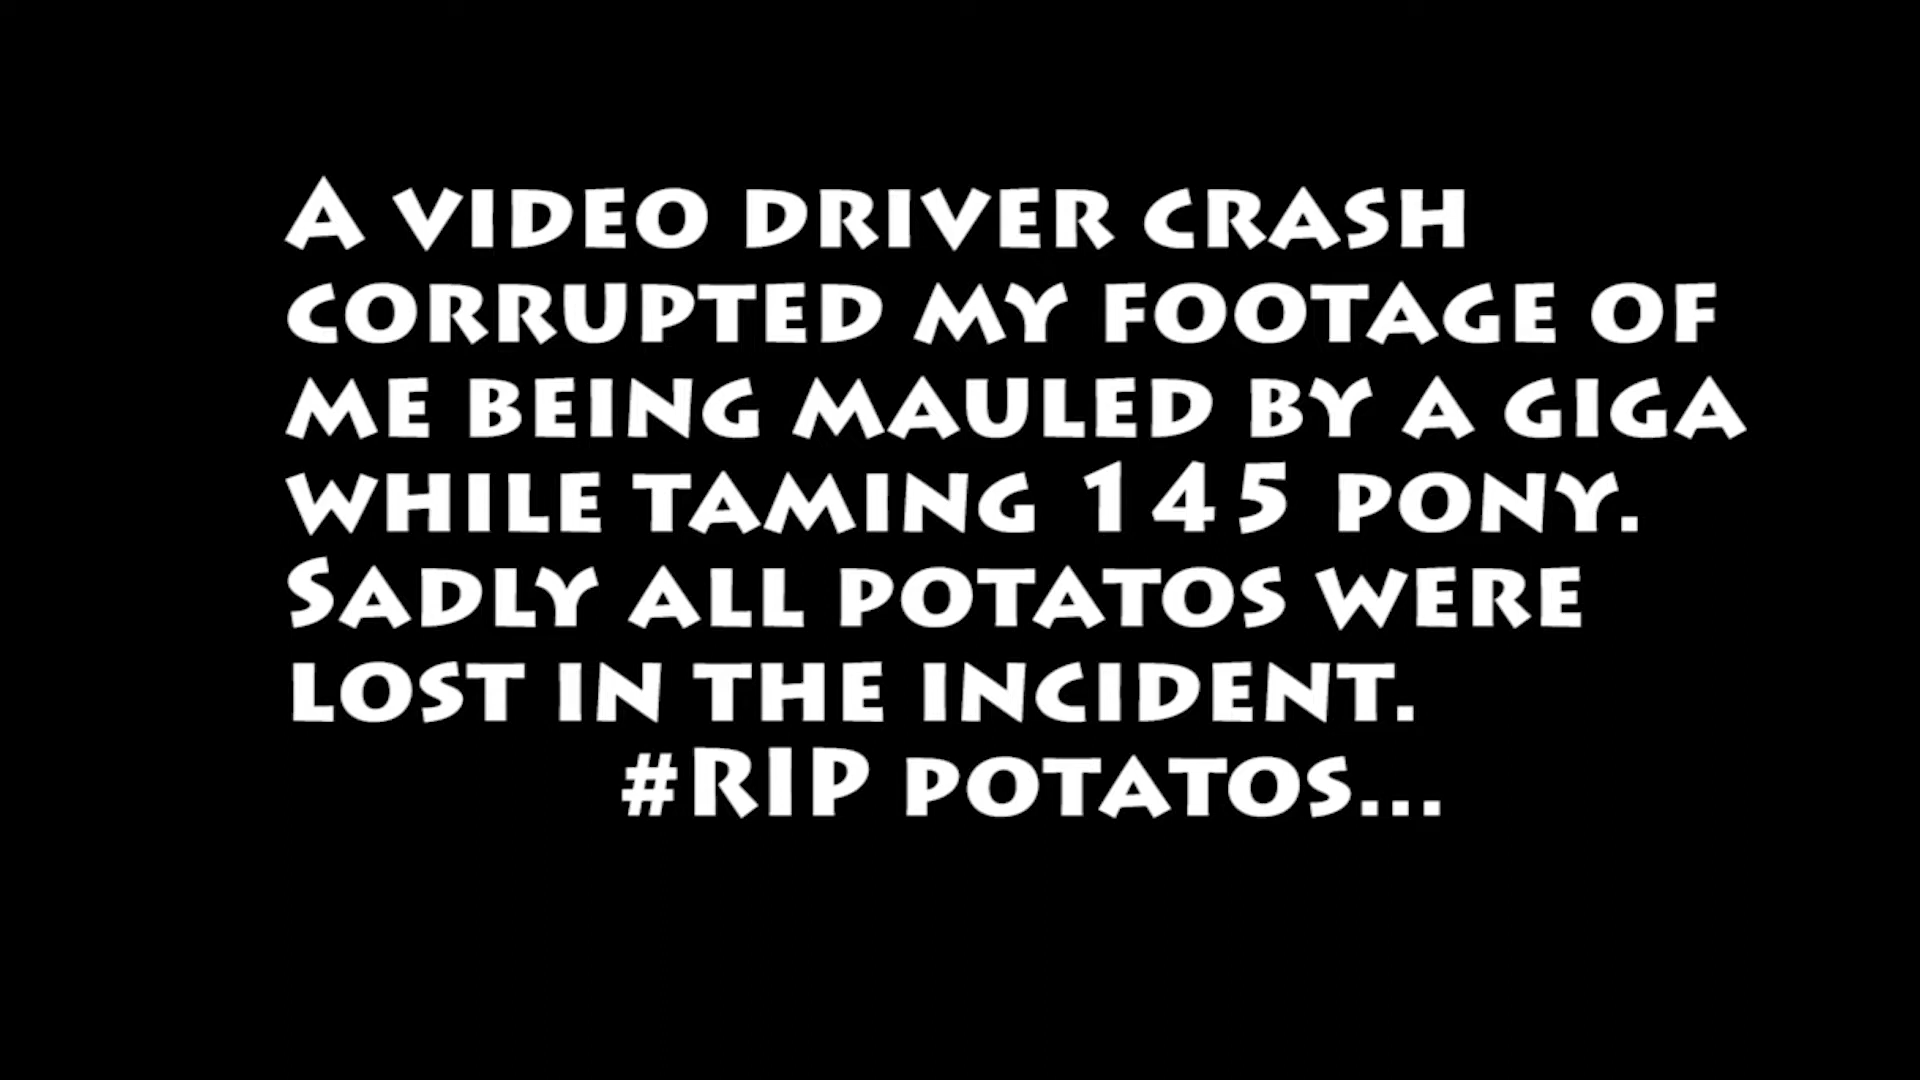 A video driver crash
corrupted my footage of
me being mauled by a giga
while taming 145 pony.
Sadly all potatos were
lost in the incident.
#RIP potatos...